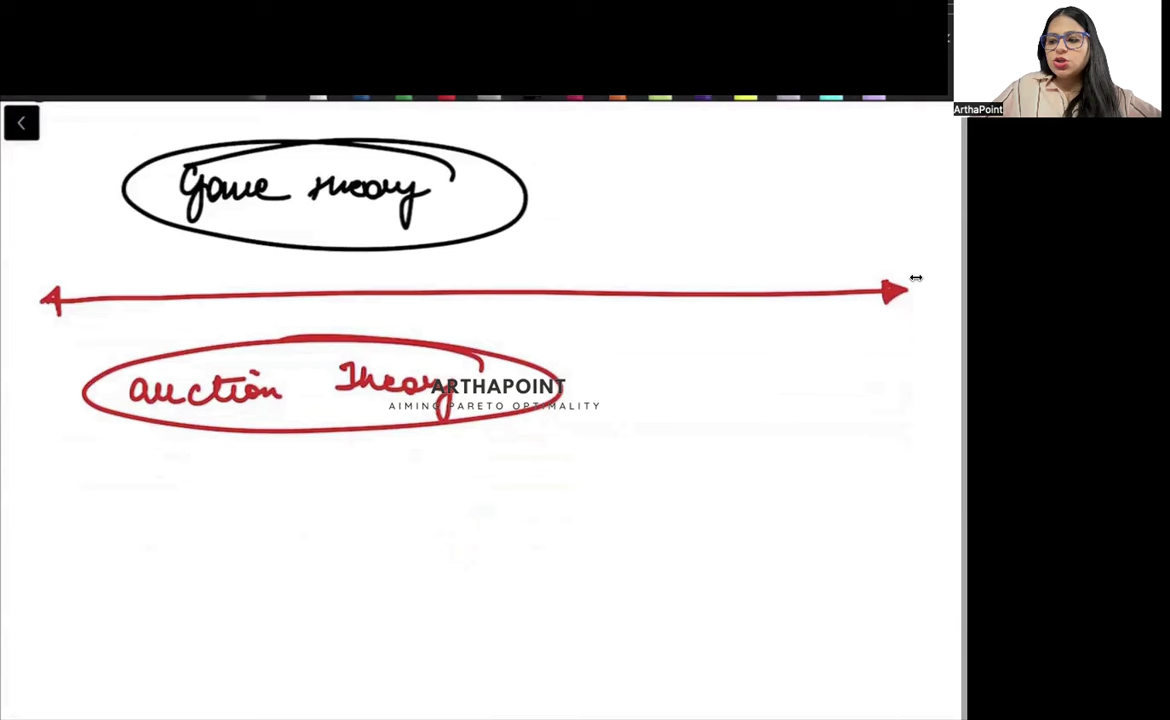 ArthaPoint
Game Theory
Auction Theory
ARTHAPOINT
AIMING PARETO OPTIMALITY